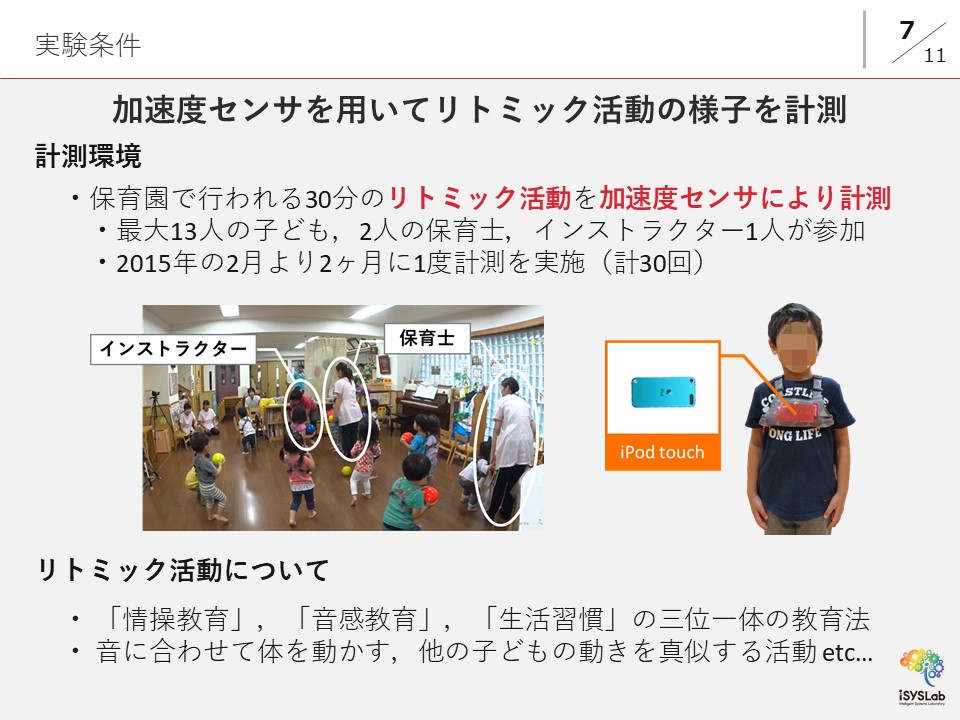 実験条件
7
11
加速度センサを用いてリトミック活動の様子を計測
計測環境
・保育園で行われる30分のリトミック活動を加速度センサにより計測
・最大13人の子ども，2人の保育士，インストラクター1人が参加
・2015年の2月より2ヶ月に1度計測を実施（計30回）
インストラクター
保育士
iPod touch
COASTLE
ONG LIFE
リトミック活動について
・「情操教育」，「音感教育」，「生活習慣」の三位一体の教育法
・ 音に合わせて体を動かす，他の子どもの動きを真似する活動 etc…
iSYSLab
Intelligent Systems Laboratory